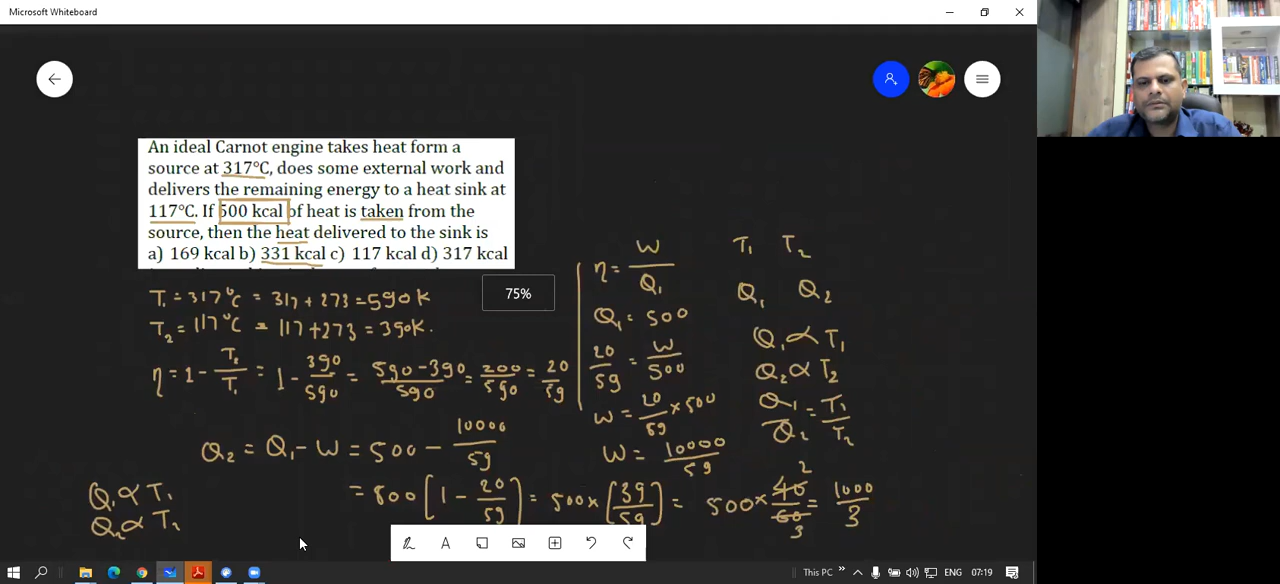 Microsoft Whiteboard
An ideal Carnot engine takes heat form a
source at 317°C, does some external work and
delivers the remaining energy to a heat sink at
117°C. If 500 kcal of heat is taken from the
source, then the heat delivered to the sink is
a) 169 kcal b) 331 kcal c) 117 kcal d) 317 kcal
75%
T₁ = 317°C = 317 + 273 = 590K
T₂ = 117°C = 117 + 273 = 390K.
η = 1 - T₂/T₁ = 1 - 390/590 = 590-390/590 = 200/590 = 20/59
Q₂ = Q₁ - W = 500 - 10000/59
= 500 [1 - 20/59] = 500 × [39/59] = 500 × 40/60 = 1000/3
2
3
Q₁ ∝ T₁
Q₂ ∝ T₂
η = W/Q₁
Q₁ = 500
20/59 = W/500
W = 20/59 × 500
W = 10000/59
T₁ T₂
Q₁ Q₂
Q₁ ∝ T₁
Q₂ ∝ T₂
Q₁/Q₂ = T₁/T₂
A
This PC » ENG 07:19